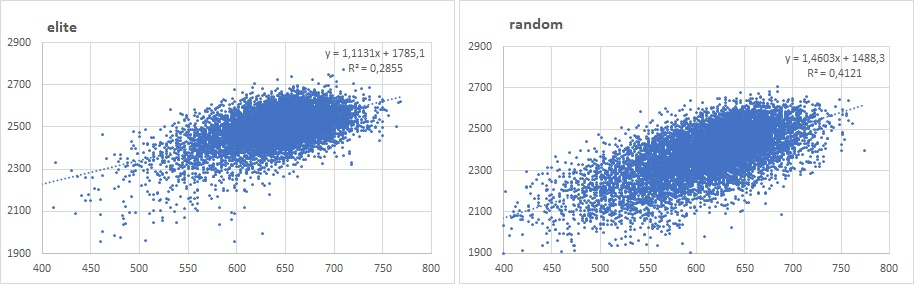 elite
y = 1,1131x + 1785,1
R² = 0,2855
2900
2700
2500
2300
2100
1900
400 450 500 550 600 650 700 750 800
random
y = 1,4603x + 1488,3
R² = 0,4121
2900
2700
2500
2300
2100
1900
400 450 500 550 600 650 700 750 800